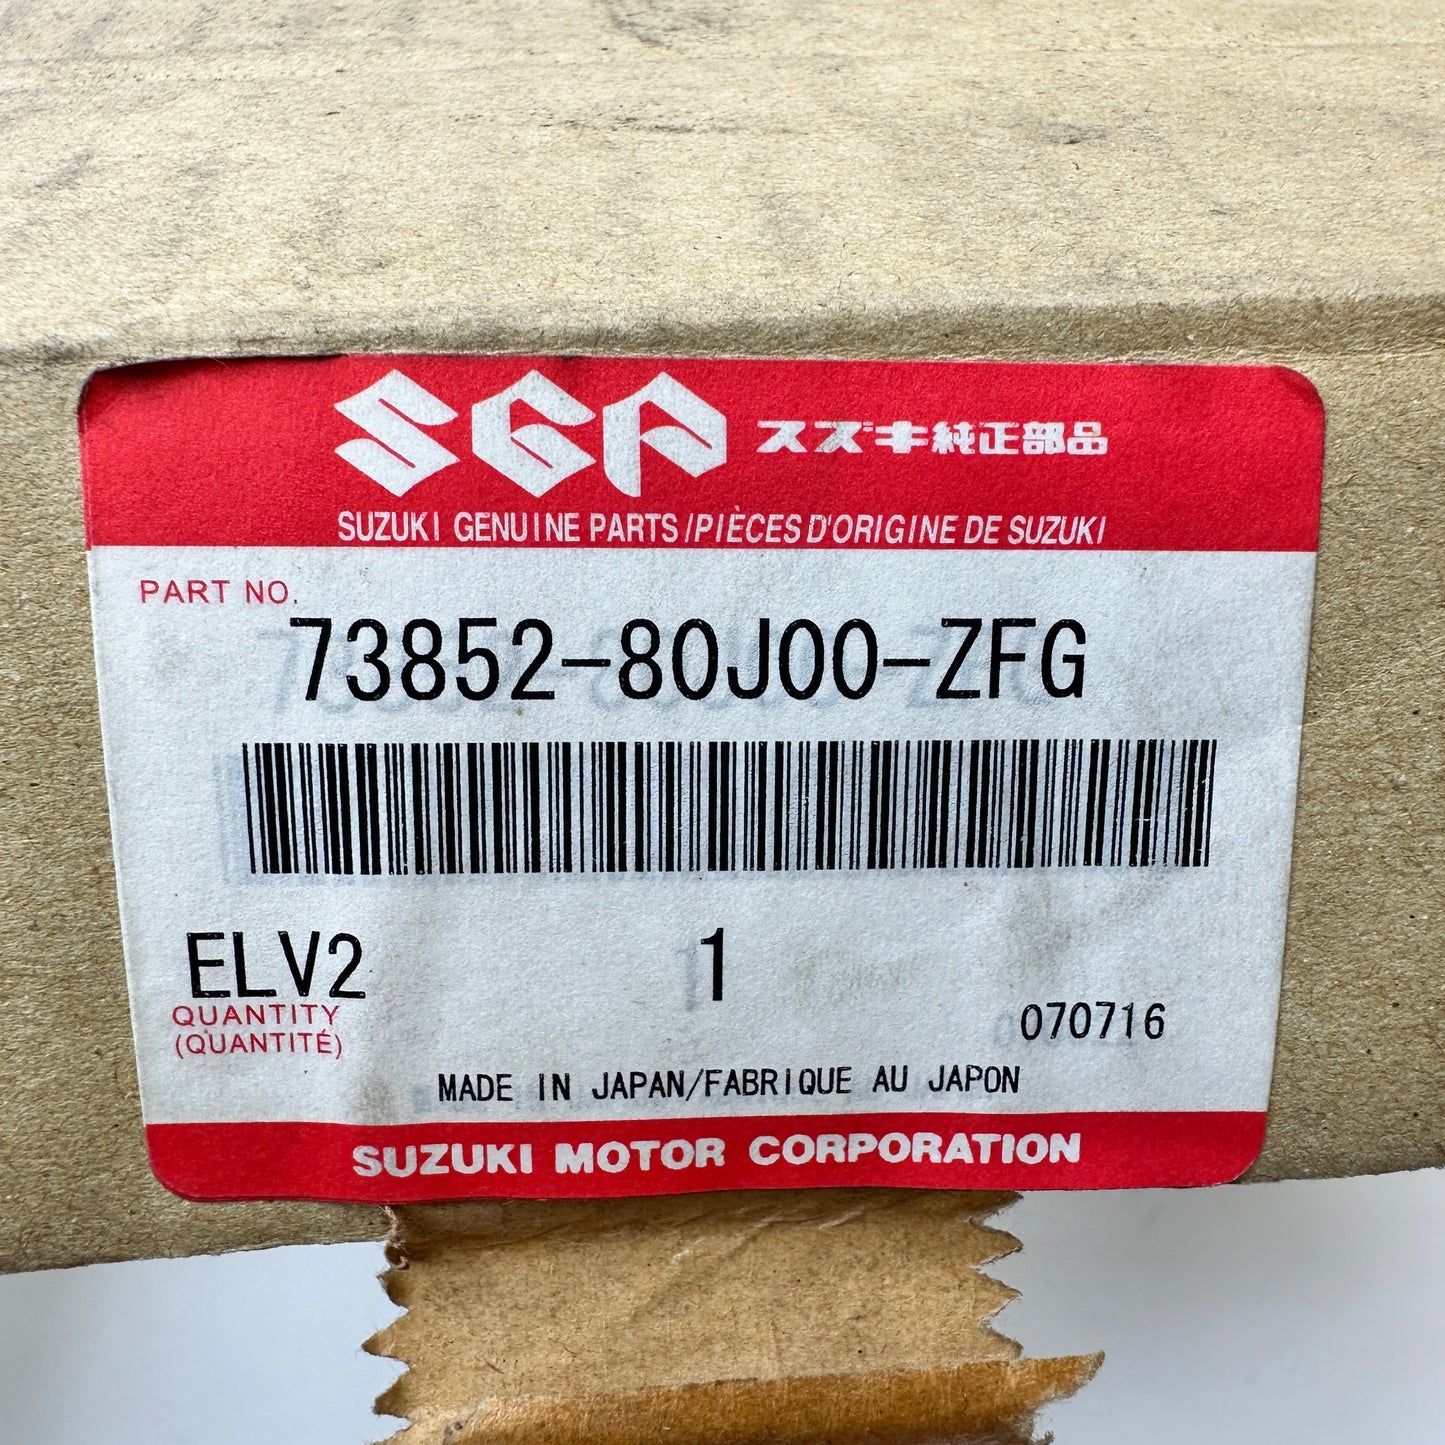 SGP スズキ純正部品
SUZUKI GENUINE PARTS/PIÈCES D'ORIGINE DE SUZUKI
PART NO.
73852-80J00-ZFG
ELV2 1
QUANTITY
(QUANTITÉ)
070716
MADE IN JAPAN/FABRIQUE AU JAPON
SUZUKI MOTOR CORPORATION